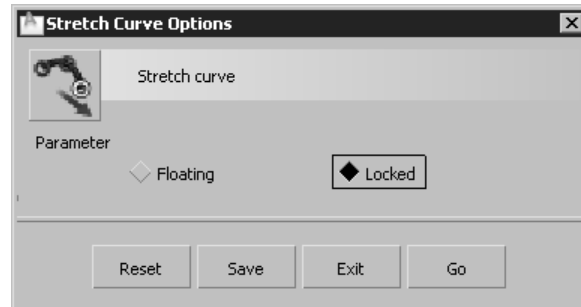 Stretch Curve Options
Stretch curve
Parameter
Floating Locked
Reset Save Exit Go